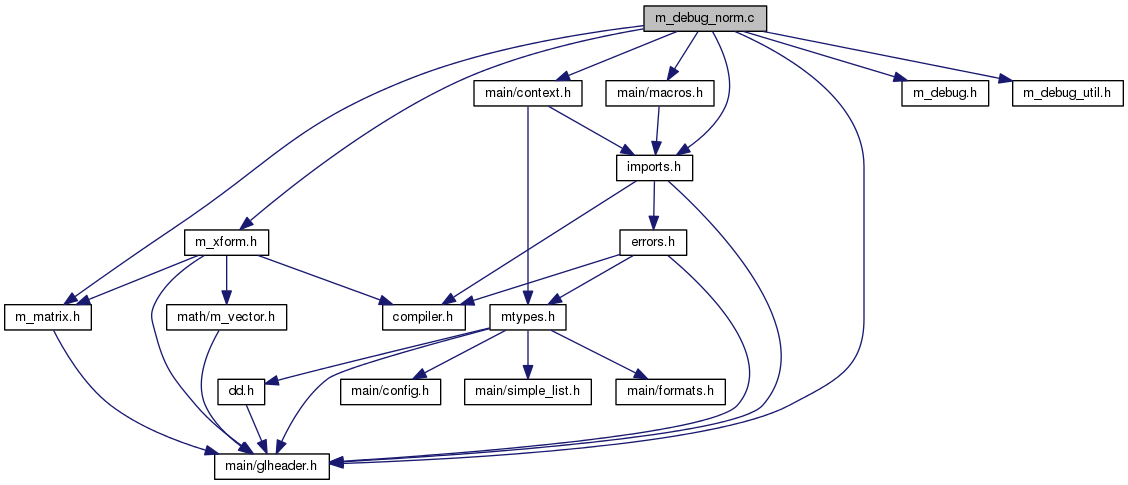 m_debug_norm.c
main/context.h
main/macros.h
m_debug.h
m_debug_util.h
imports.h
m_xform.h
errors.h
m_matrix.h
math/m_vector.h
compiler.h
mtypes.h
dd.h
main/config.h
main/simple_list.h
main/formats.h
main/glheader.h